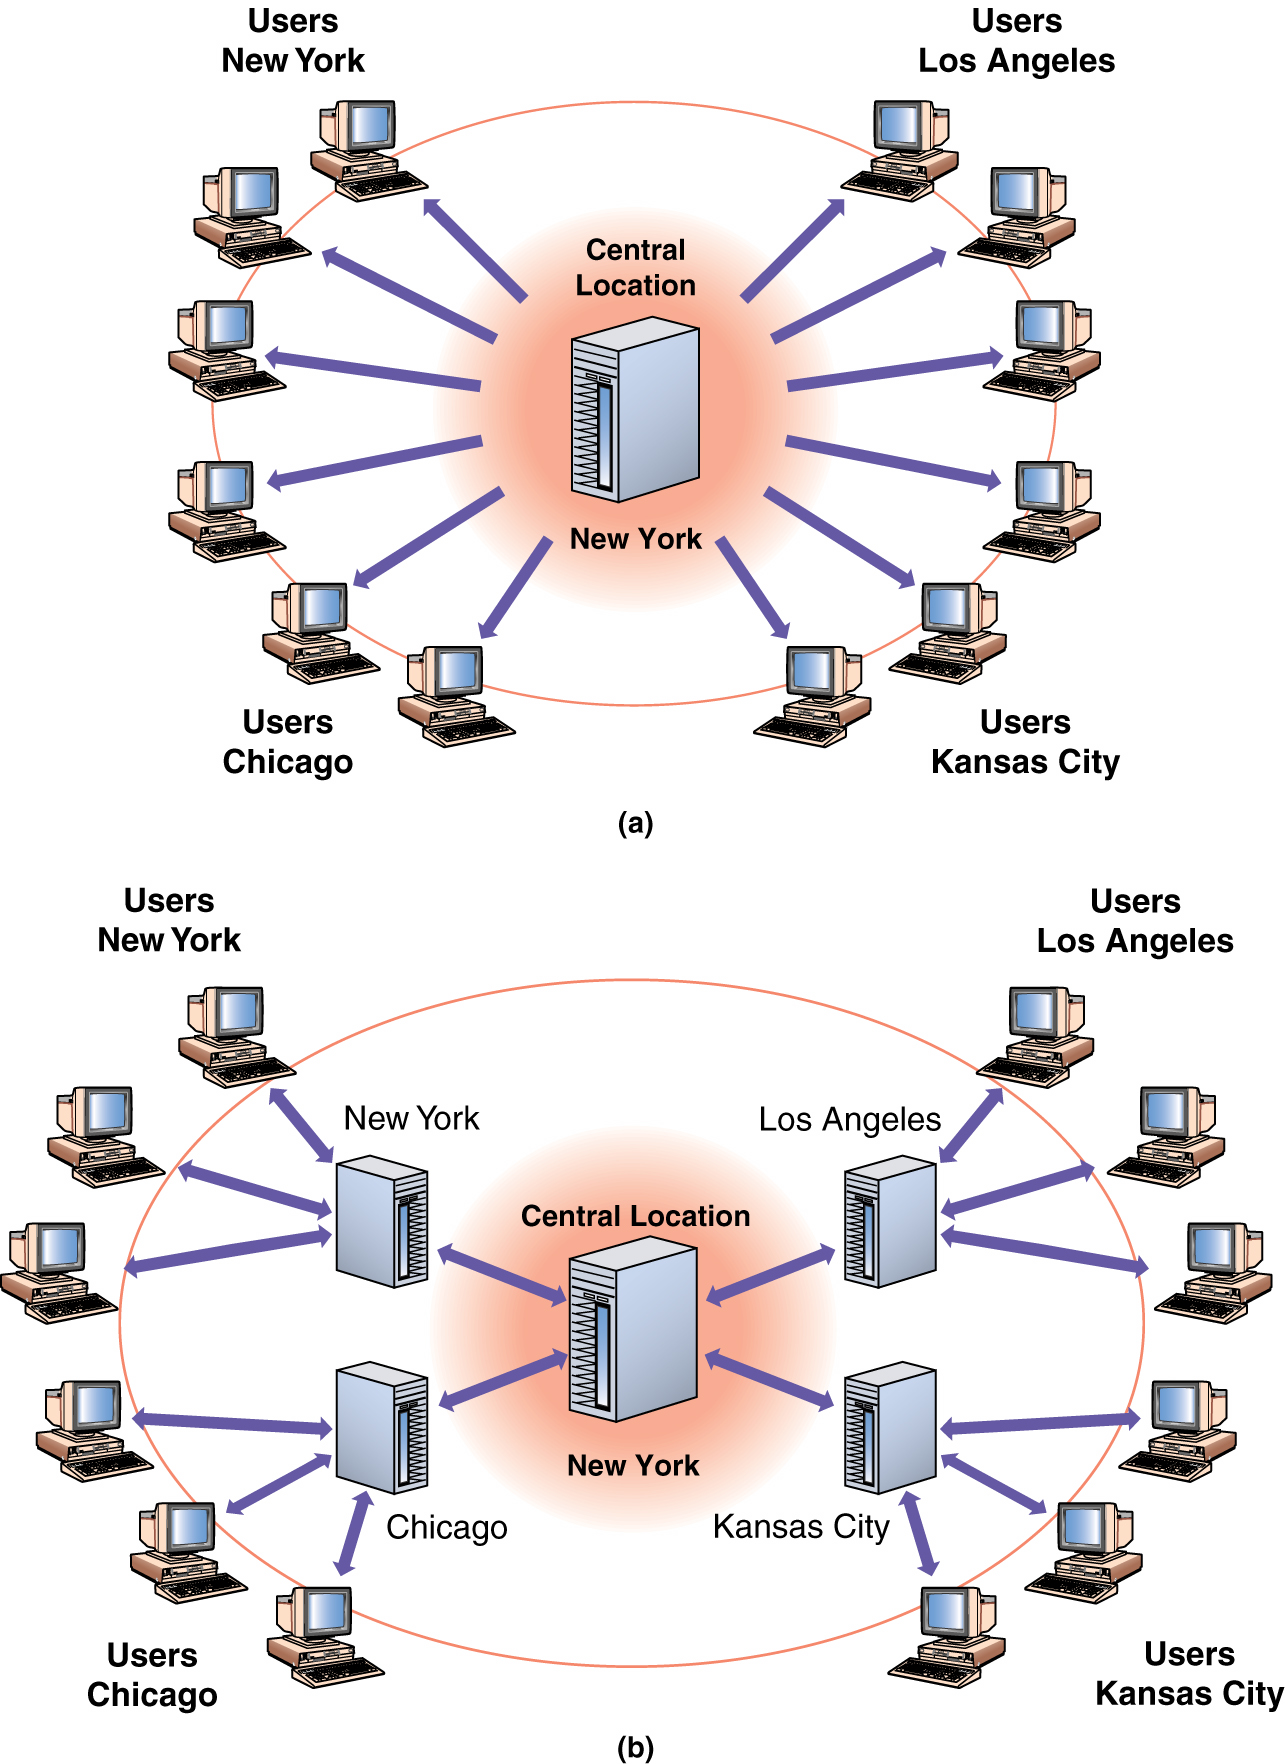 Users
New York
Users
Los Angeles
Central
Location
New York
Users
Chicago
Users
Kansas City
(a)
Users
New York
Users
Los Angeles
New York
Los Angeles
Central Location
New York
Chicago
Kansas City
Users
Chicago
Users
Kansas City
(b)